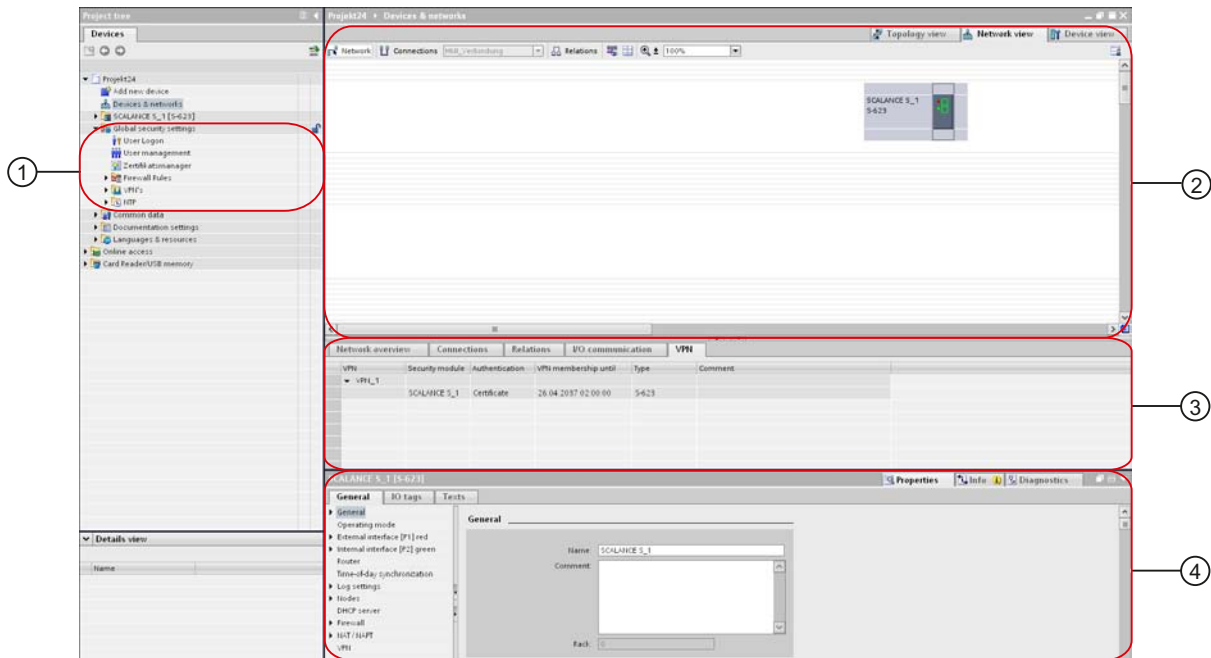 Project tree
Devices
Projekt24
Add new device
Devices & networks
SCALANCE S_1 [S-623]
Global security settings
User Logon
User management
Zertifikatsmanager
Firewall Rules
VPN's
NTP
Common data
Documentation settings
Languages & resources
Online access
Card Reader/USB memory
Details view
Name
1
Projekt24 Devices & networks
Topology view Network view Device view
Network Connections HMI_Verbindung Relations 100%
SCALANCE S_1
S-623
2
Network overview Connections Relations I/O communication VPN
VPN Security module Authentication VPN membership until Type Comment
VPN_1
SCALANCE S_1 Certificate 26.04.2037 02:00:00 S-623
3
SCALANCE S_1 [S-623]
Properties Info Diagnostics
General IO tags Texts
General
Operating mode
External interface [P1] red
Internal interface [P2] green
Router
Time-of-day synchronization
Log settings
Nodes
DHCP server
Firewall
NAT / NAPT
VPN
General
Name: SCALANCE S_1
Comment:
Rack: 0
4